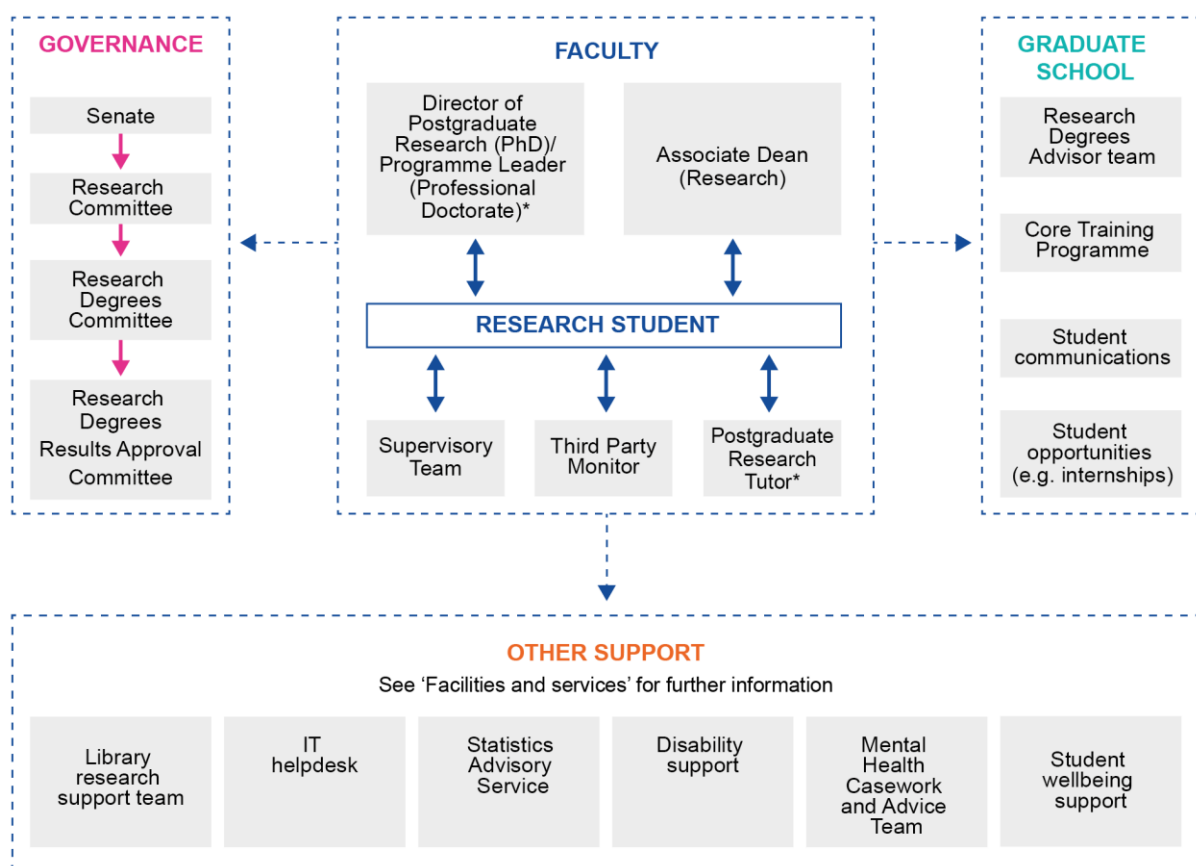 GOVERNANCE
Senate
Research
Committee
Research
Degrees
Committee
Research
Degrees
Results Approval
Committee
FACULTY
Director of
Postgraduate
Research (PhD)/
Programme Leader
(Professional
Doctorate)*
Associate Dean
(Research)
RESEARCH STUDENT
Supervisory
Team
Third Party
Monitor
Postgraduate
Research
Tutor*
GRADUATE
SCHOOL
Research
Degrees
Advisor team
Core Training
Programme
Student
communications
Student
opportunities
(e.g. internships)
OTHER SUPPORT
See ‘Facilities and services’ for further information
Library
research
support team
IT
helpdesk
Statistics
Advisory
Service
Disability
support
Mental
Health
Casework
and Advice
Team
Student
wellbeing
support